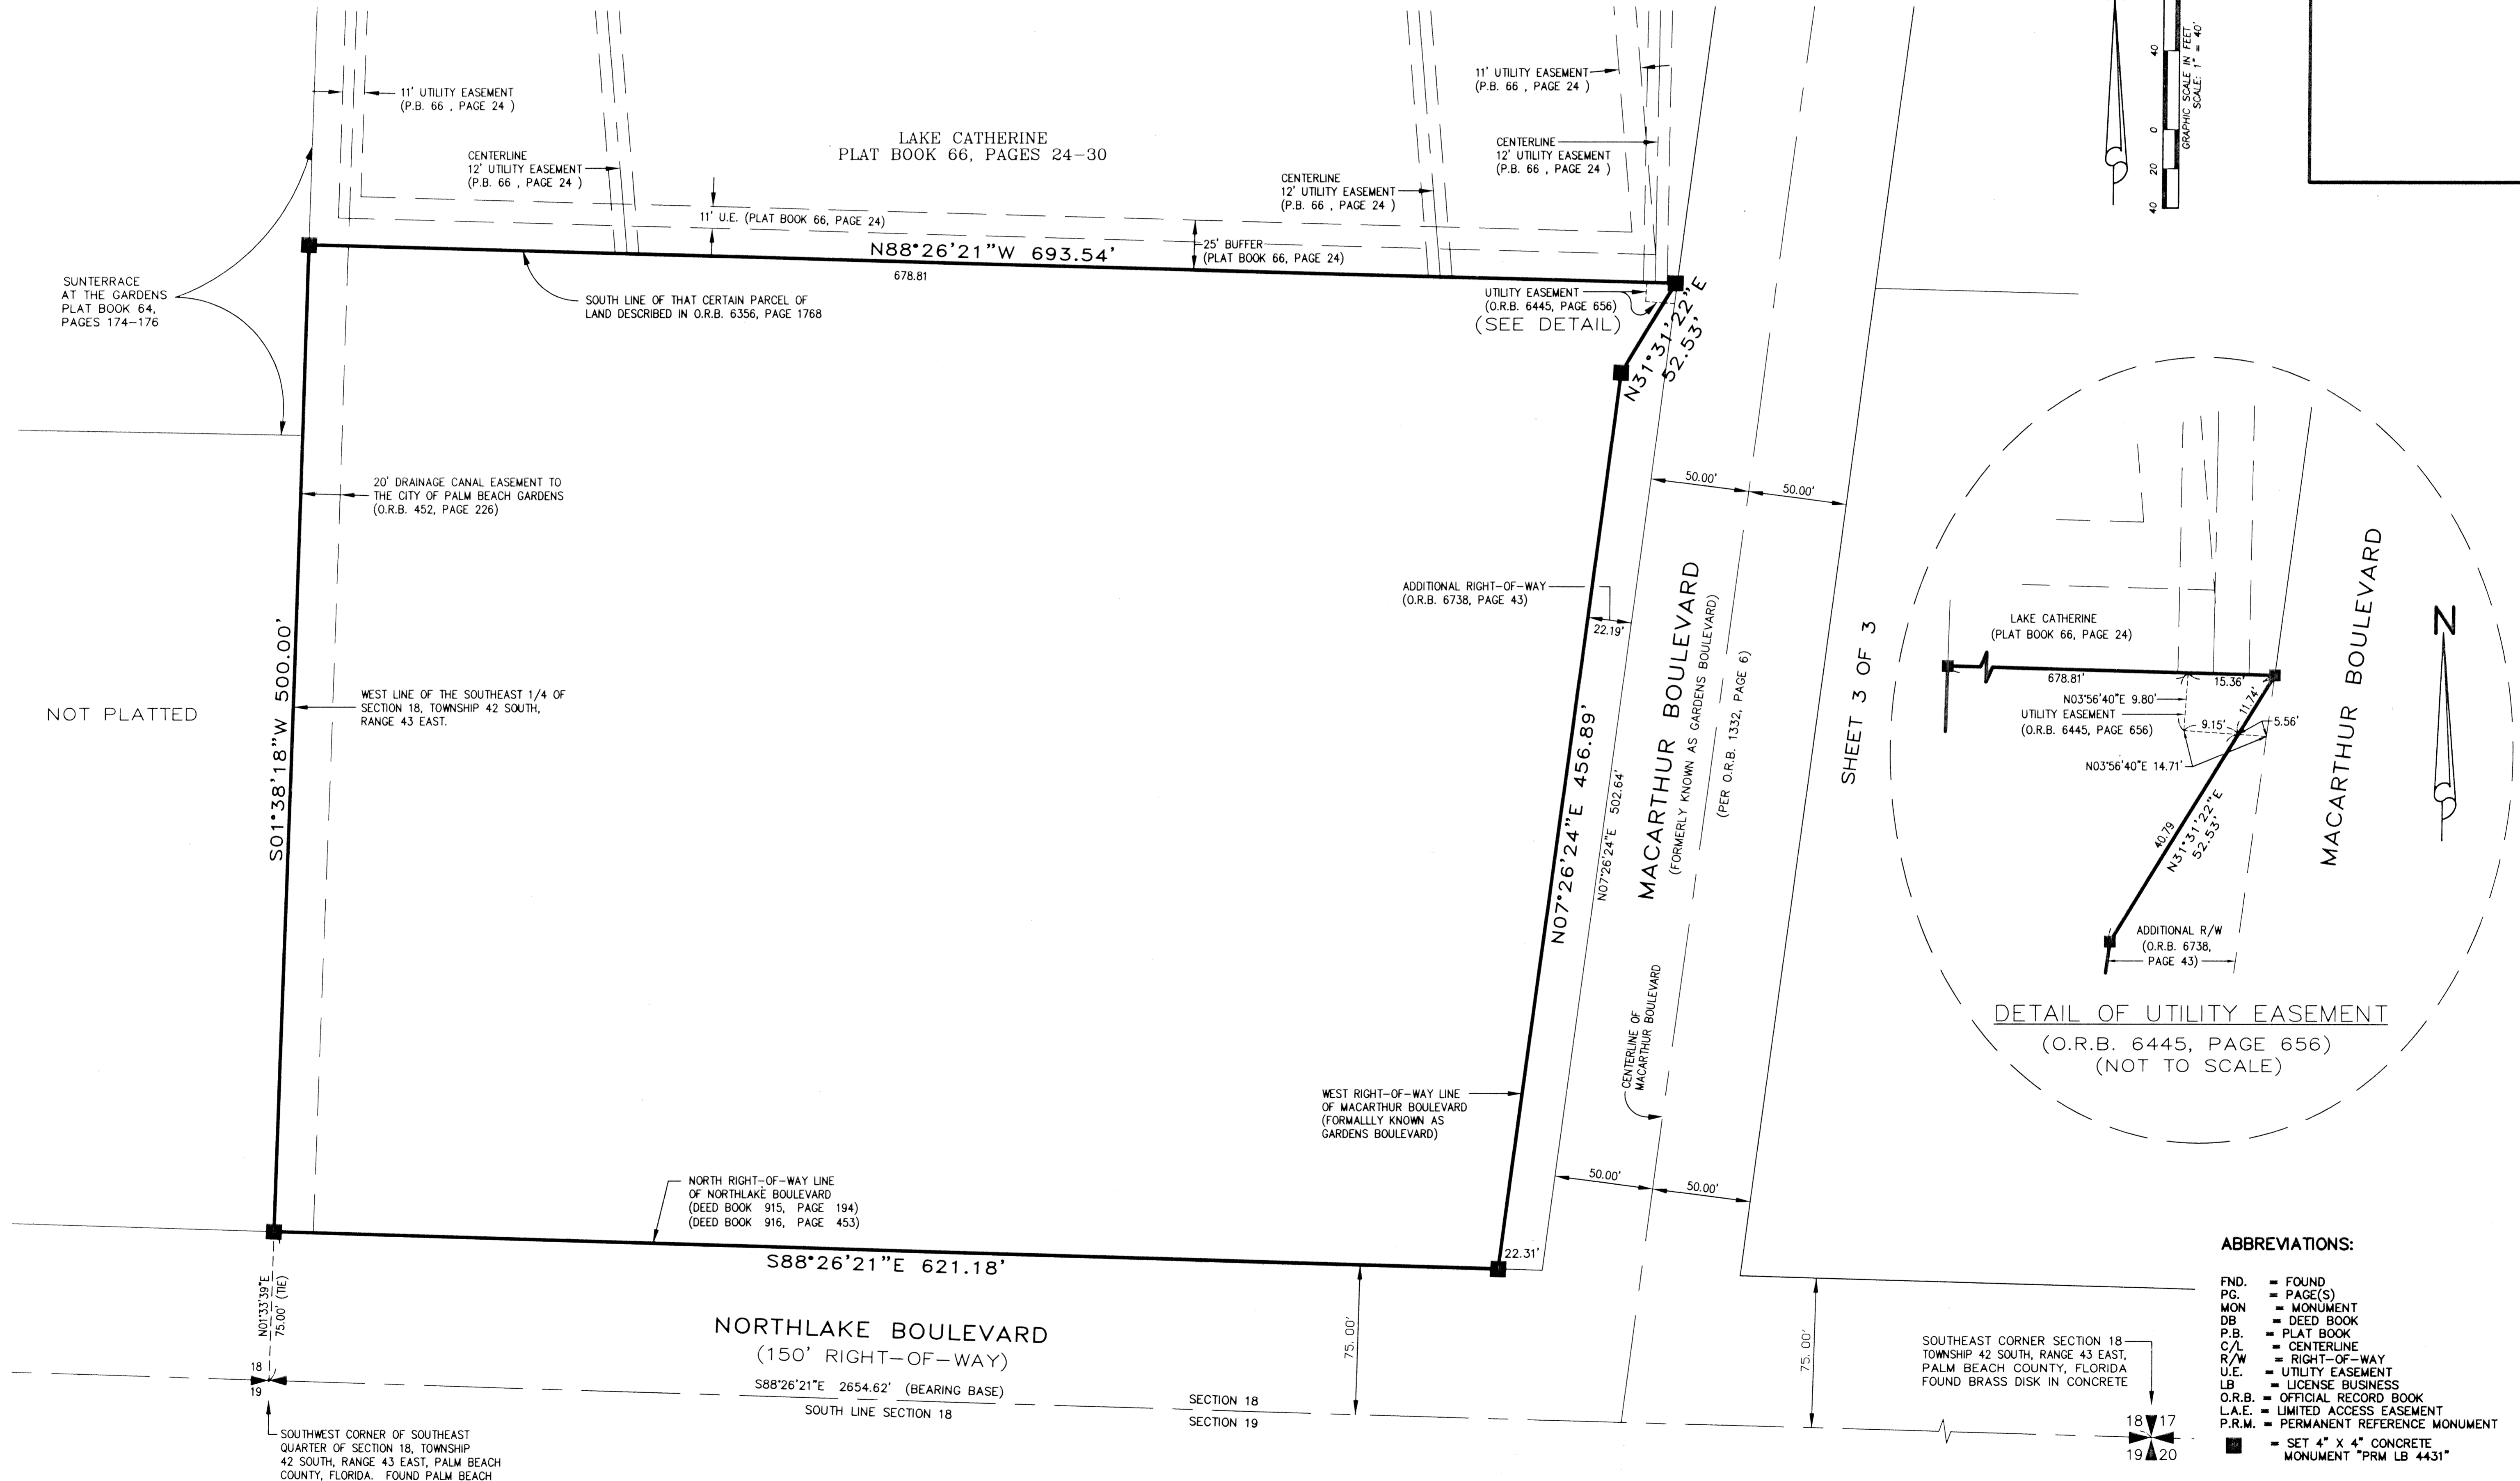 11' UTILITY EASEMENT
(P.B. 66 , PAGE 24 )
CENTERLINE
12' UTILITY EASEMENT
(P.B. 66 , PAGE 24 )
LAKE CATHERINE
PLAT BOOK 66, PAGES 24-30
11' UTILITY EASEMENT
(P.B. 66 , PAGE 24 )
CENTERLINE
12' UTILITY EASEMENT
(P.B. 66 , PAGE 24 )
CENTERLINE
12' UTILITY EASEMENT
(P.B. 66 , PAGE 24 )
40
20
0
40
GRAPHIC SCALE IN FEET
SCALE: 1" = 40'
11' U.E. (PLAT BOOK 66, PAGE 24)
25' BUFFER
(PLAT BOOK 66, PAGE 24)
N88°26'21"W 693.54'
678.81
SUNTERRACE
AT THE GARDENS
PLAT BOOK 64,
PAGES 174-176
SOUTH LINE OF THAT CERTAIN PARCEL OF
LAND DESCRIBED IN O.R.B. 6356, PAGE 1768
UTILITY EASEMENT
(O.R.B. 6445, PAGE 656)
(SEE DETAIL)
N31°31'22"E
52.53'
20' DRAINAGE CANAL EASEMENT TO
THE CITY OF PALM BEACH GARDENS
(O.R.B. 452, PAGE 226)
50.00'
50.00'
ADDITIONAL RIGHT-OF-WAY
(O.R.B. 6738, PAGE 43)
22.19'
S01°38'18"W 500.00'
WEST LINE OF THE SOUTHEAST 1/4 OF
SECTION 18, TOWNSHIP 42 SOUTH,
RANGE 43 EAST.
NOT PLATTED
N07°26'24"E 456.89'
N07°26'24"E 502.64'
MACARTHUR BOULEVARD
(FORMERLY KNOWN AS GARDENS BOULEVARD)
(PER O.R.B. 1332, PAGE 6)
SHEET 3 OF 3
CENTERLINE OF
MACARTHUR BOULEVARD
WEST RIGHT-OF-WAY LINE
OF MACARTHUR BOULEVARD
(FORMALLLY KNOWN AS
GARDENS BOULEVARD)
50.00'
50.00'
LAKE CATHERINE
(PLAT BOOK 66, PAGE 24)
678.81'
15.36'
N03°56'40"E 9.80'
UTILITY EASEMENT
(O.R.B. 6445, PAGE 656)
11.74'
9.15'
5.56'
N03°56'40"E 14.71'
40.79
N31°31'22"E
52.53'
ADDITIONAL R/W
(O.R.B. 6738,
PAGE 43)
MACARTHUR BOULEVARD
N
DETAIL OF UTILITY EASEMENT
(O.R.B. 6445, PAGE 656)
(NOT TO SCALE)
NORTH RIGHT-OF-WAY LINE
OF NORTHLAKE BOULEVARD
(DEED BOOK 915, PAGE 194)
(DEED BOOK 916, PAGE 453)
S88°26'21"E 621.18'
22.31'
N01°33'39"E
75.00' (TIE)
NORTHLAKE BOULEVARD
(150' RIGHT-OF-WAY)
75.00'
75.00'
18
19
S88°26'21"E 2654.62' (BEARING BASE)
SOUTH LINE SECTION 18
SECTION 18
SECTION 19
SOUTHWEST CORNER OF SOUTHEAST
QUARTER OF SECTION 18, TOWNSHIP
42 SOUTH, RANGE 43 EAST, PALM BEACH
COUNTY, FLORIDA. FOUND PALM BEACH
SOUTHEAST CORNER SECTION 18
TOWNSHIP 42 SOUTH, RANGE 43 EAST,
PALM BEACH COUNTY, FLORIDA
FOUND BRASS DISK IN CONCRETE
18 17
19 20
ABBREVIATIONS:
FND. = FOUND
PG. = PAGE(S)
MON = MONUMENT
DB = DEED BOOK
P.B. = PLAT BOOK
C/L = CENTERLINE
R/W = RIGHT-OF-WAY
U.E. = UTILITY EASEMENT
LB = LICENSE BUSINESS
O.R.B. = OFFICIAL RECORD BOOK
L.A.E. = LIMITED ACCESS EASEMENT
P.R.M. = PERMANENT REFERENCE MONUMENT
= SET 4" X 4" CONCRETE
MONUMENT "PRM LB 4431"